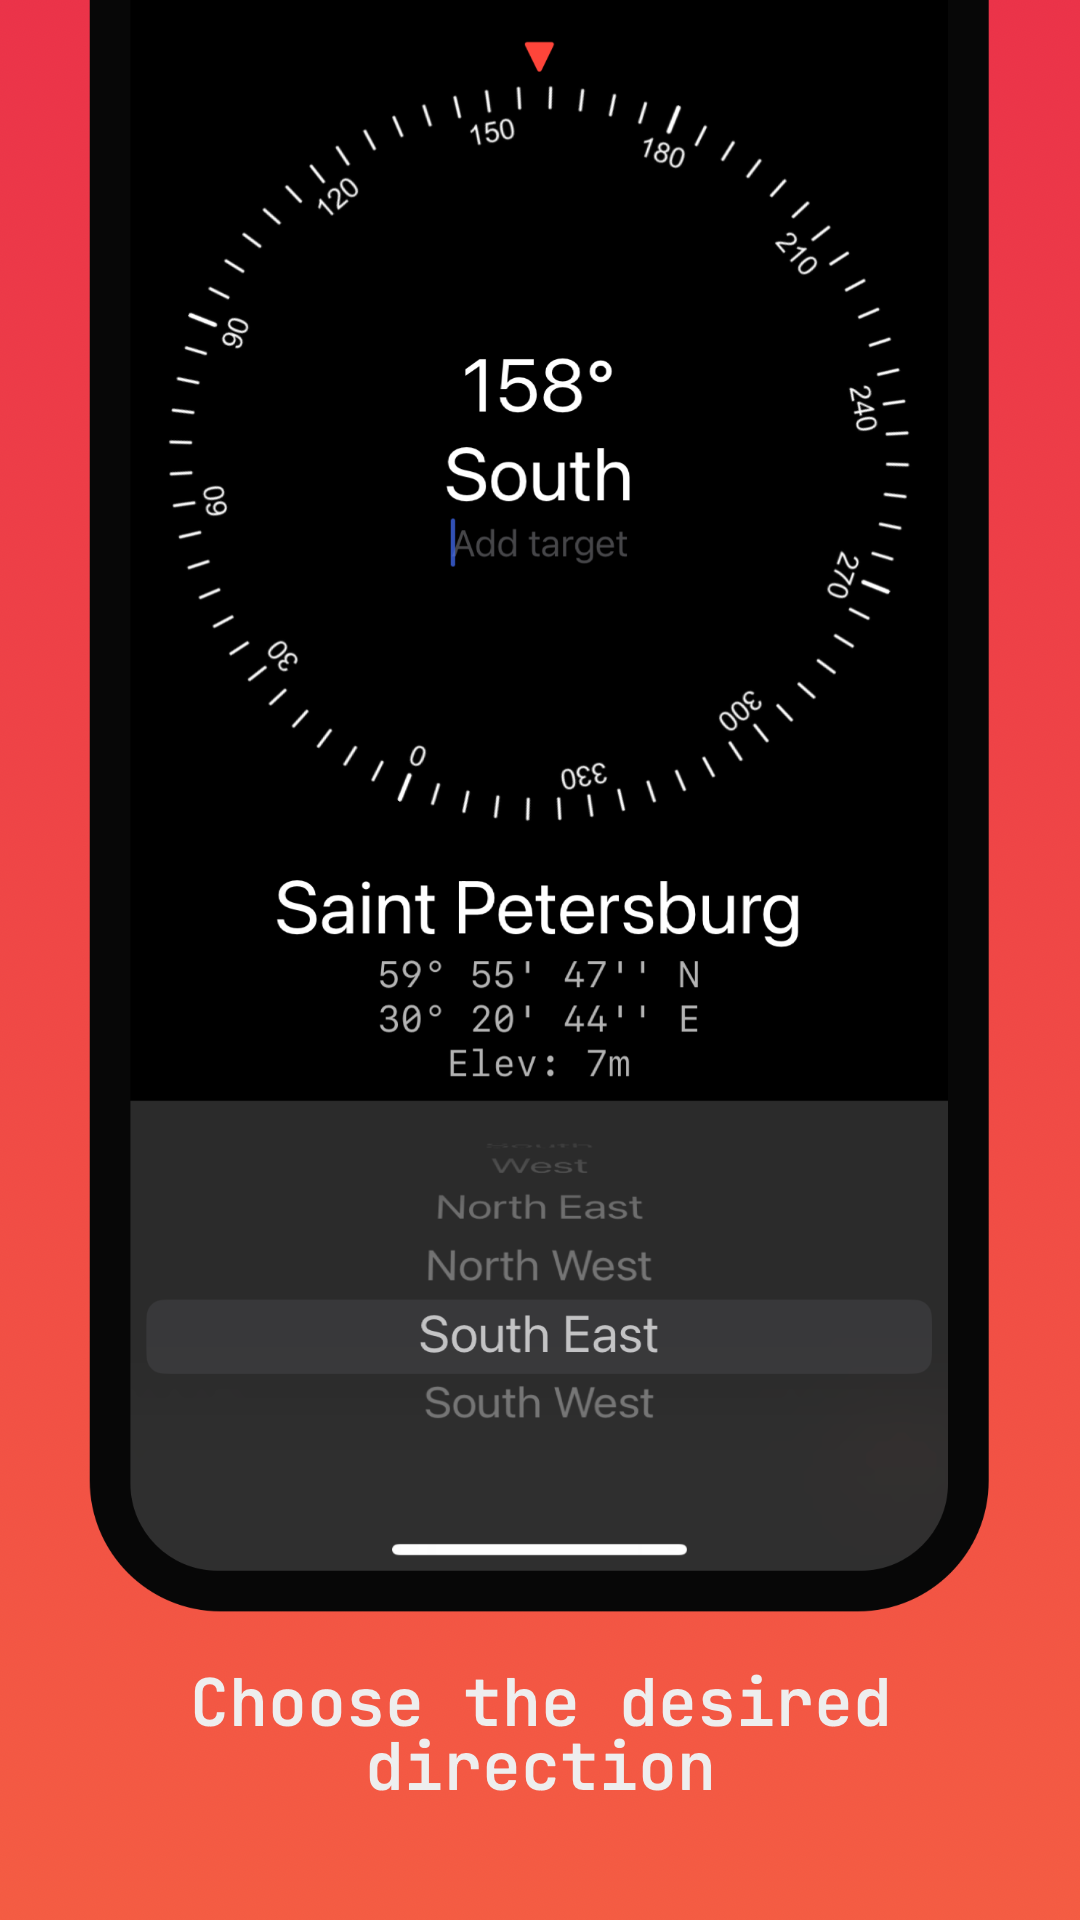 150
180
120
210
90
240
60
270
30
300
0
330
158°
South
Add target
Saint Petersburg
59° 55' 47'' N
30° 20' 44'' E
Elev: 7m
South
West
North East
North West
South East
South West
Choose the desired
direction